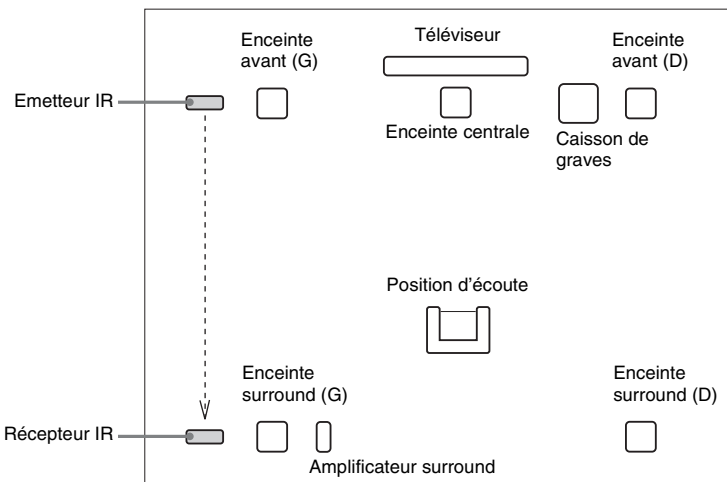 Enceinte
avant (G)
Téléviseur
Enceinte
avant (D)
Emetteur IR
Enceinte centrale
Caisson de
graves
Position d’écoute
Enceinte
surround (G)
Enceinte
surround (D)
Récepteur IR
Amplificateur surround